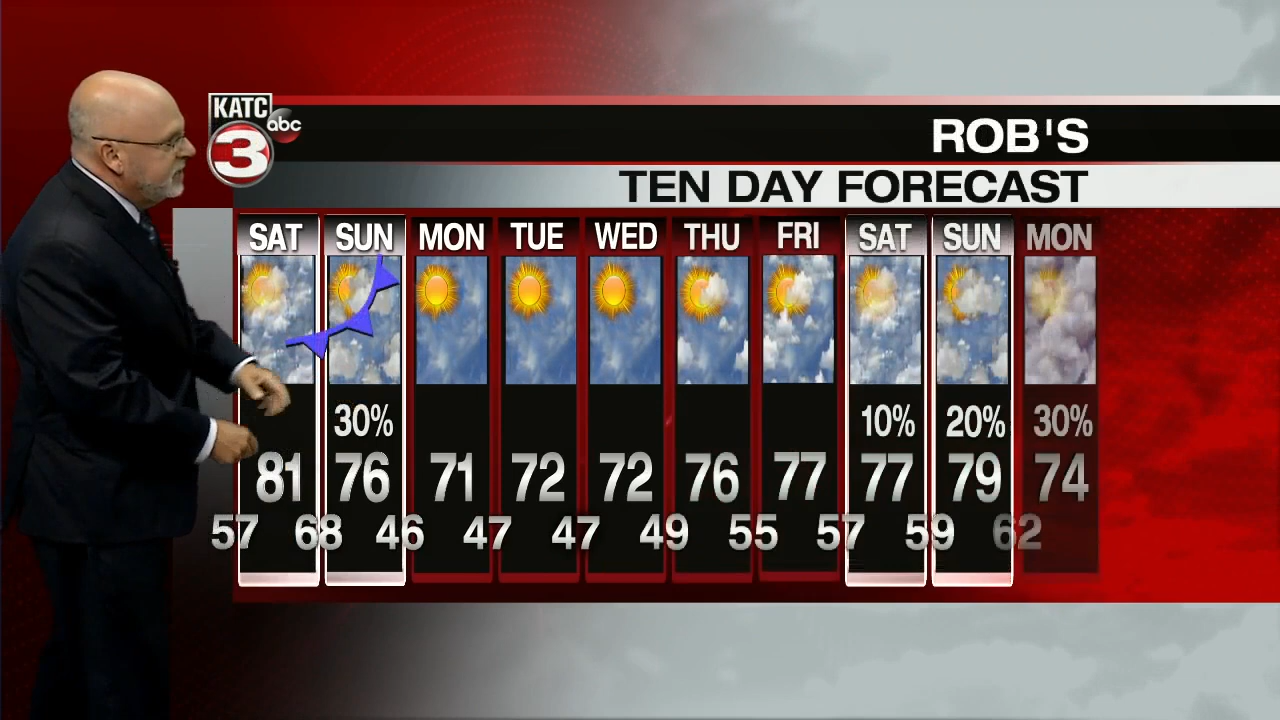 KATC
abc
3
ROB'S
TEN DAY FORECAST
SAT SUN MON TUE WED THU FRI SAT SUN MON
30% 10% 20% 30%
81 76 71 72 72 76 77 77 79 74
57 68 46 47 47 49 55 57 59 62